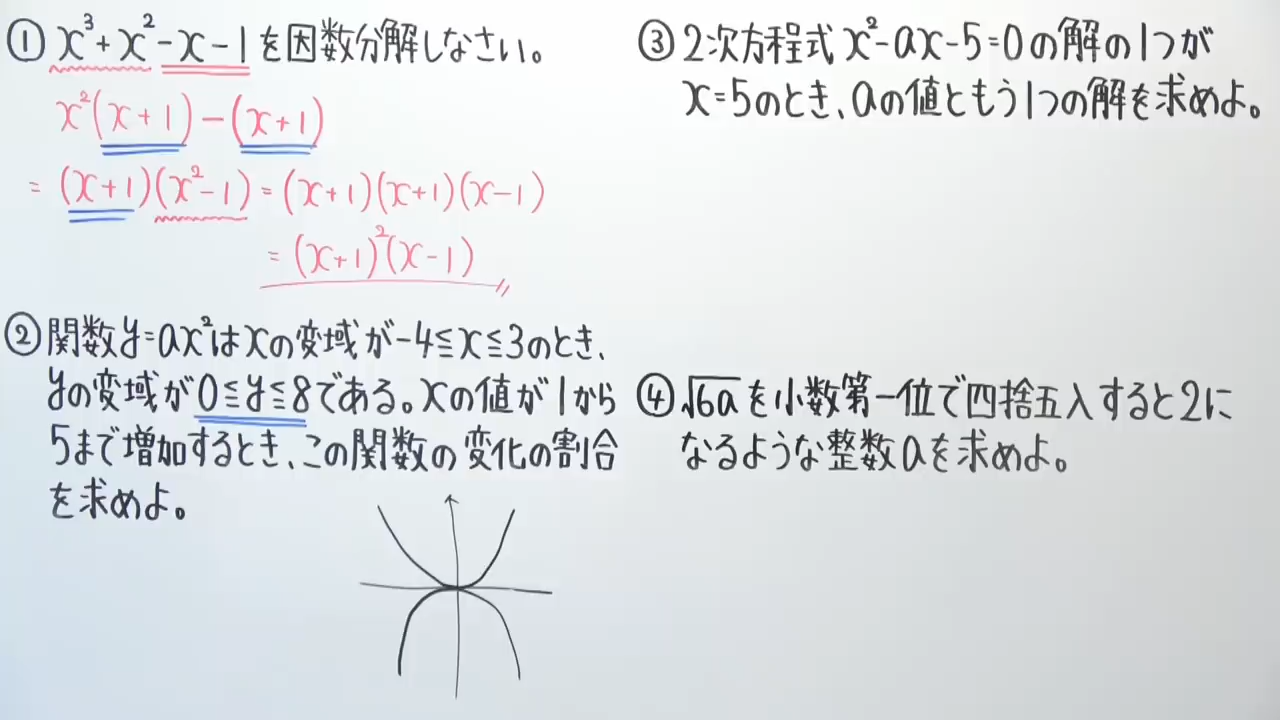 ① x³+x²-x-1を因数分解しなさい。
x²(x+1)-(x+1)
=(x+1)(x²-1)=(x+1)(x+1)(x-1)
=(x+1)²(x-1)
② 関数y=ax²はxの変域が-4≦x≦3のとき、
yの変域が0≦y≦8である。xの値が1から
5まで増加するとき、この関数の変化の割合
を求めよ。
③ 2次方程式x²-ax-5=0の解の1つが
x=5のとき、aの値ともう1つの解を求めよ。
④ √6aを小数第一位で四捨五入すると2に
なるような整数aを求めよ。